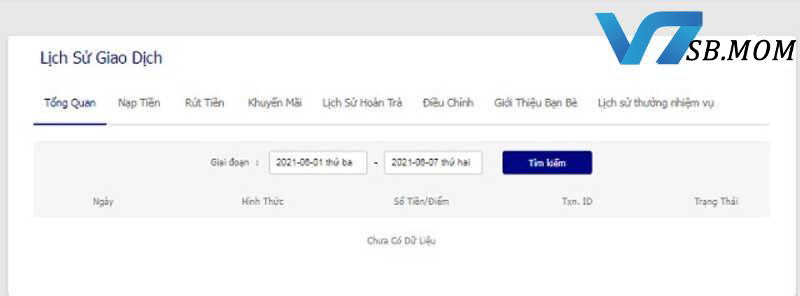 V7SB.MOM
Lịch Sử Giao Dịch
Tổng Quan Nạp Tiền Rút Tiền Khuyến Mãi Lịch Sử Hoàn Trả Điều Chỉnh Giới Thiệu Bạn Bè Lịch sử thưởng nhiệm vụ
Giai đoạn : 2021-06-01 thứ ba - 2021-06-07 thứ hai Tìm kiếm
Ngày Hình Thức Số Tiền/Điểm Txn. ID Trạng Thái
Chưa Có Dữ Liệu